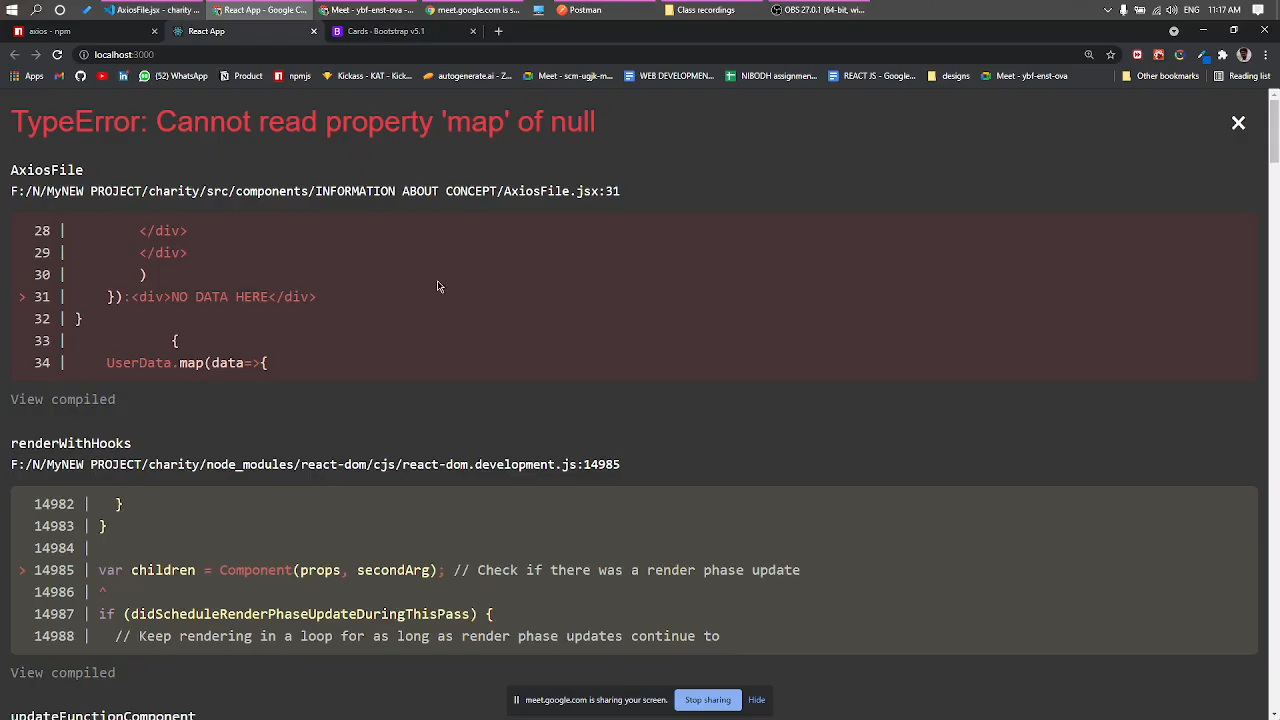 AxiosFile.jsx - charity ...
React App - Google C...
Meet - ybf-enst-ova -...
meet.google.com is s...
Postman
Class recordings
OBS 27.0.1 (64-bit, wi...
ENG
11:17 AM
axios - npm
React App
Cards · Bootstrap v5.1
localhost:3000
Apps
(52) WhatsApp
Product
npmjs
Kickass - KAT - Kick...
autogenerate.ai - Z...
Meet - scm-ugjk-m...
WEB DEVELOPMEN...
NIBODH assignmen...
REACT JS - Google...
designs
Meet - ybf-enst-ova
Other bookmarks
Reading list
TypeError: Cannot read property 'map' of null
AxiosFile
F:/N/MyNEW PROJECT/charity/src/components/INFORMATION ABOUT CONCEPT/AxiosFile.jsx:31
28 | </div>
29 | </div>
30 | )
> 31 | }):<div>NO DATA HERE</div>
32 | }
33 | {
34 | UserData.map(data=>{
View compiled
renderWithHooks
F:/N/MyNEW PROJECT/charity/node_modules/react-dom/cjs/react-dom.development.js:14985
14982 | }
14983 | }
14984 |
> 14985 | var children = Component(props, secondArg); // Check if there was a render phase update
14986 | ^
14987 | if (didScheduleRenderPhaseUpdateDuringThisPass) {
14988 | // Keep rendering in a loop for as long as render phase updates continue to
View compiled
meet.google.com is sharing your screen.
Stop sharing
Hide
updateFunctionComponent